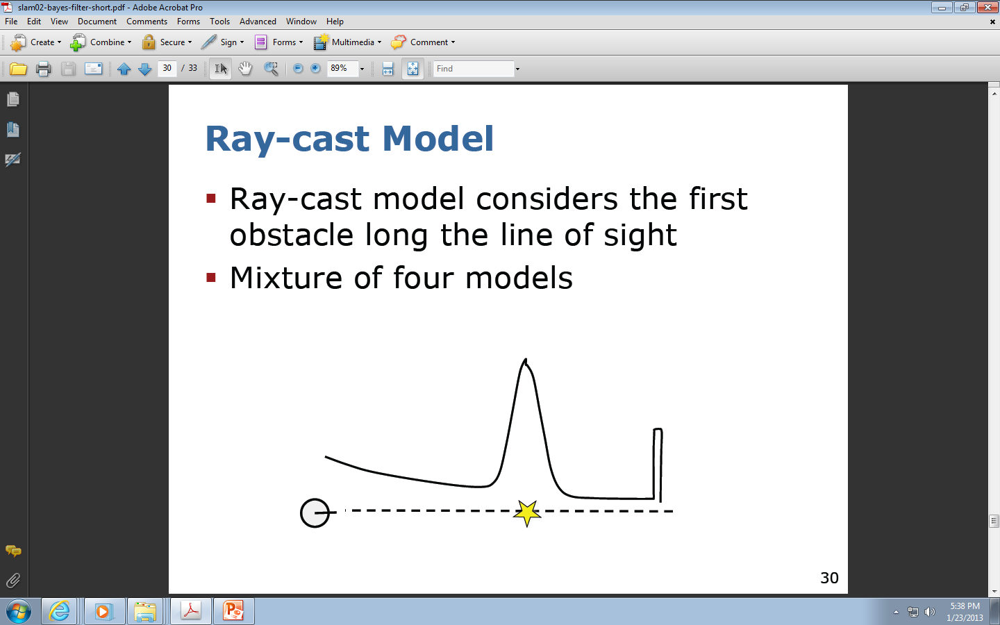 slam02-bayes-filter-short.pdf - Adobe Acrobat Pro
File Edit View Document Comments Forms Tools Advanced Window Help
Create Combine Secure Sign Forms Multimedia Comment
30 / 33 89% Find
Ray-cast Model
Ray-cast model considers the first
obstacle long the line of sight
Mixture of four models
30
5:38 PM
1/23/2013